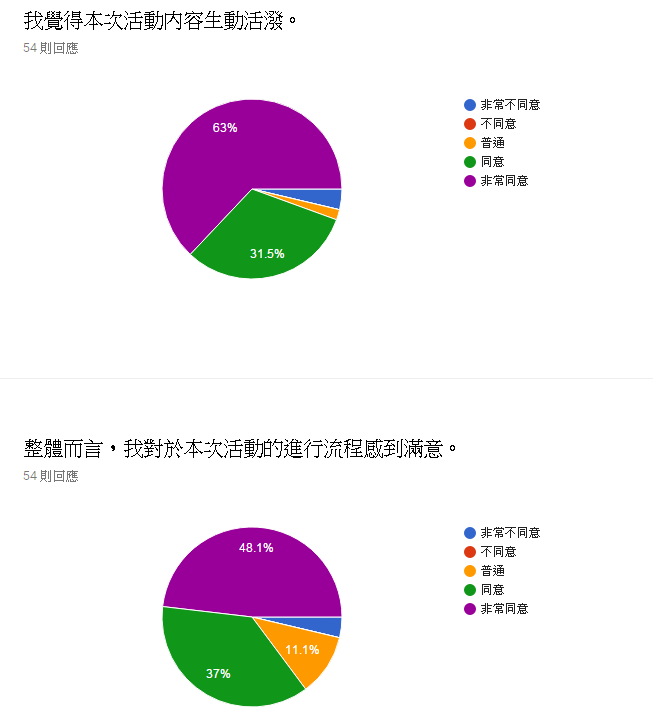 我覺得本次活動內容生動活潑。
54 則回應
63%
31.5%
非常不同意
不同意
普通
同意
非常同意
整體而言，我對於本次活動的進行流程感到滿意。
54 則回應
48.1%
11.1%
37%
非常不同意
不同意
普通
同意
非常同意